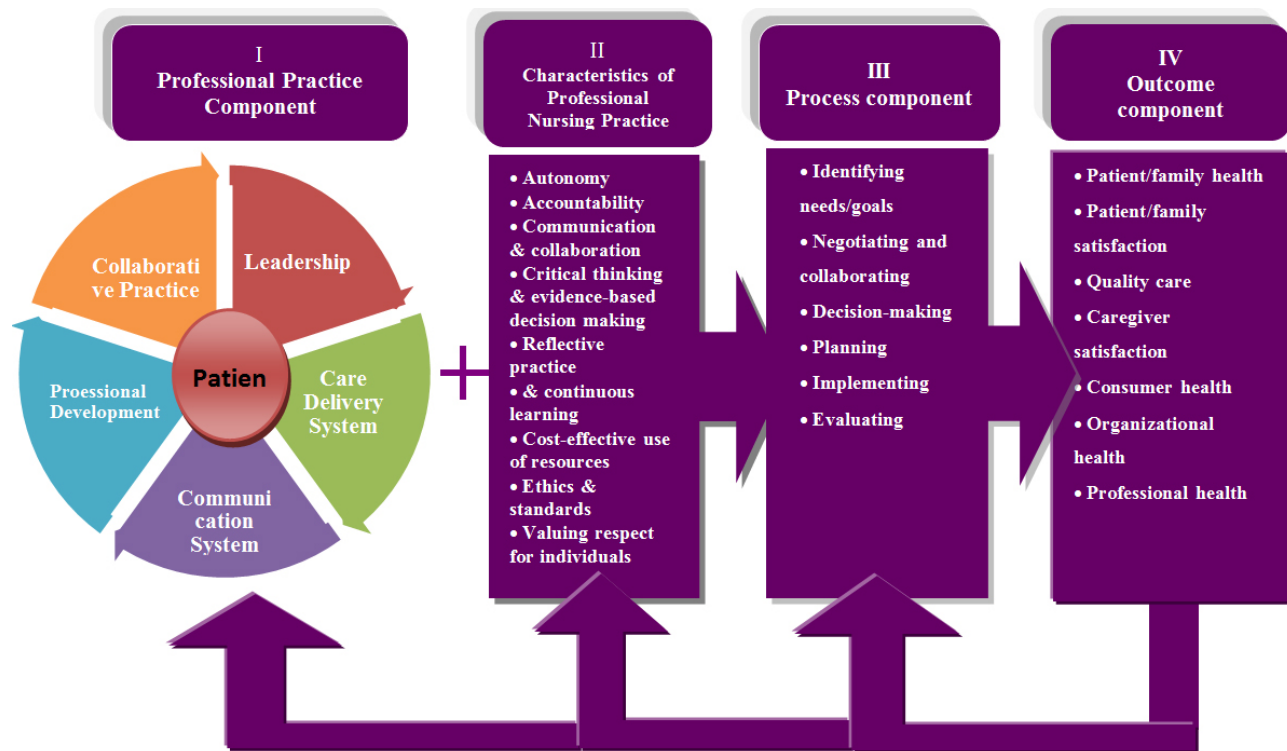 I
Professional Practice
Component
II
Characteristics of
Professional
Nursing Practice
III
Process component
IV
Outcome
component
Collaborati
ve Practice
Leadership
Proessional
Development
Patien
Care
Delivery
System
Communi
cation
System
+
• Autonomy
• Accountability
• Communication
& collaboration
• Critical thinking
& evidence-based
decision making
• Reflective
practice
• & continuous
learning
• Cost-effective use
of resources
• Ethics &
standards
• Valuing respect
for individuals
• Identifying
needs/goals
• Negotiating and
collaborating
• Decision-making
• Planning
• Implementing
• Evaluating
• Patient/family health
• Patient/family
satisfaction
• Quality care
• Caregiver
satisfaction
• Consumer health
• Organizational
health
• Professional health